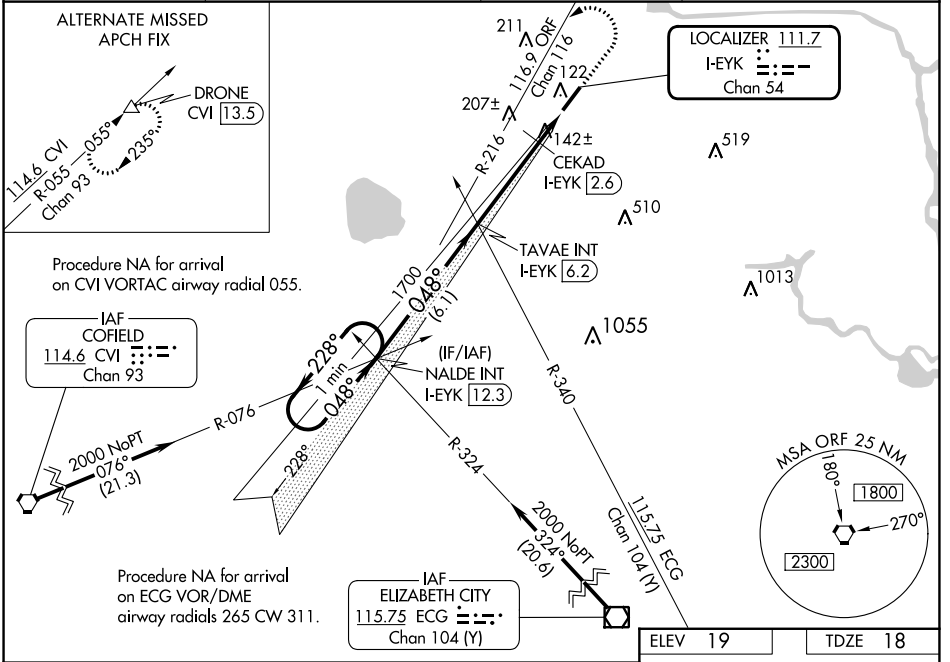 ALTERNATE MISSED
APCH FIX
DRONE
CVI 13.5
055°
235°
114.6 CVI
R-055
Chan 93
211
116.9 ORF
Chan 116
122
207±
142±
R-216
LOCALIZER 111.7
I-EYK
Chan 54
519
CEKAD
I-EYK 2.6
510
TAVAE INT
I-EYK 6.2
1013
1055
Procedure NA for arrival
on CVI VORTAC airway radial 055.
1700
048°
(6.1)
IAF
COFIELD
114.6 CVI
Chan 93
228°
1 min
048°
(IF/IAF)
NALDE INT
I-EYK 12.3
R-340
R-076
2000 NoPT
076°
(21.3)
228°
R-324
2000 NoPT
324°
(20.6)
115.75 ECG
Chan 104 (Y)
MSA ORF 25 NM
180°
1800
270°
2300
Procedure NA for arrival
on ECG VOR/DME
airway radials 265 CW 311.
IAF
ELIZABETH CITY
115.75 ECG
Chan 104 (Y)
ELEV 19
TDZE 18